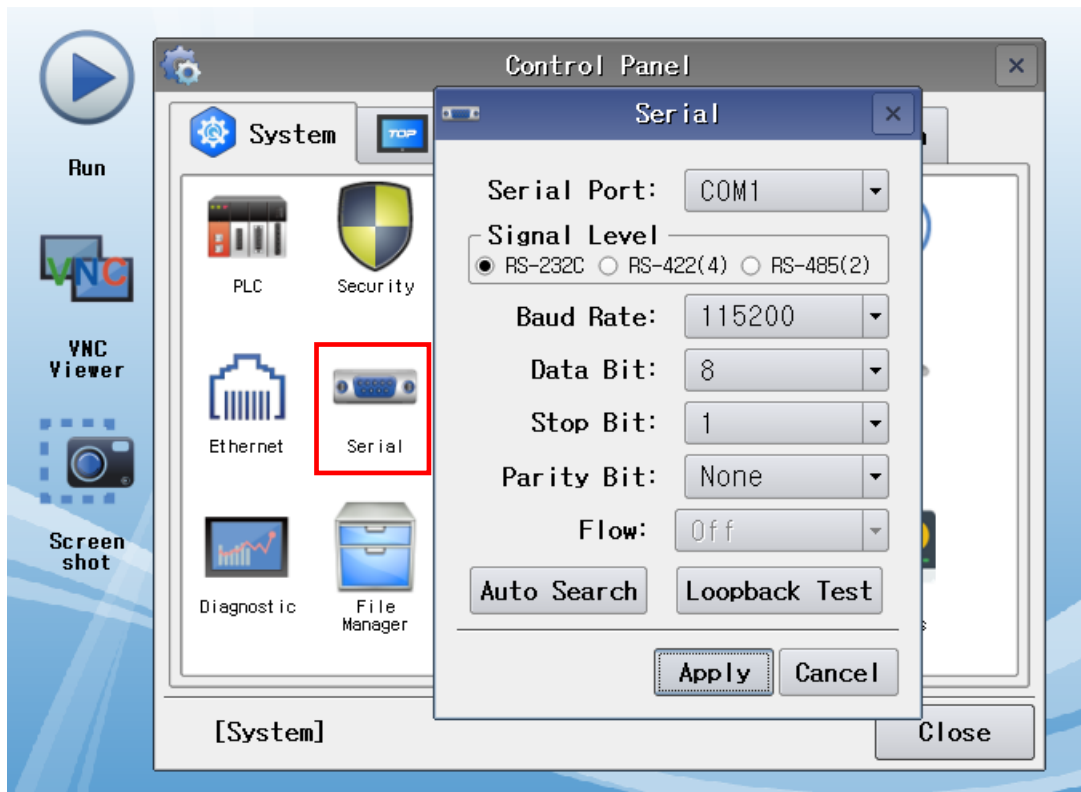 Run
VNC
VNC
Viewer
Screen
shot
Control Panel
System
TOP
PLC
Security
Ethernet
Serial
Diagnostic
File
Manager
[System]
Close
Serial
Serial Port:
COM1
Signal Level
RS-232C
RS-422(4)
RS-485(2)
Baud Rate:
115200
Data Bit:
8
Stop Bit:
1
Parity Bit:
None
Flow:
Off
Auto Search
Loopback Test
Apply
Cancel